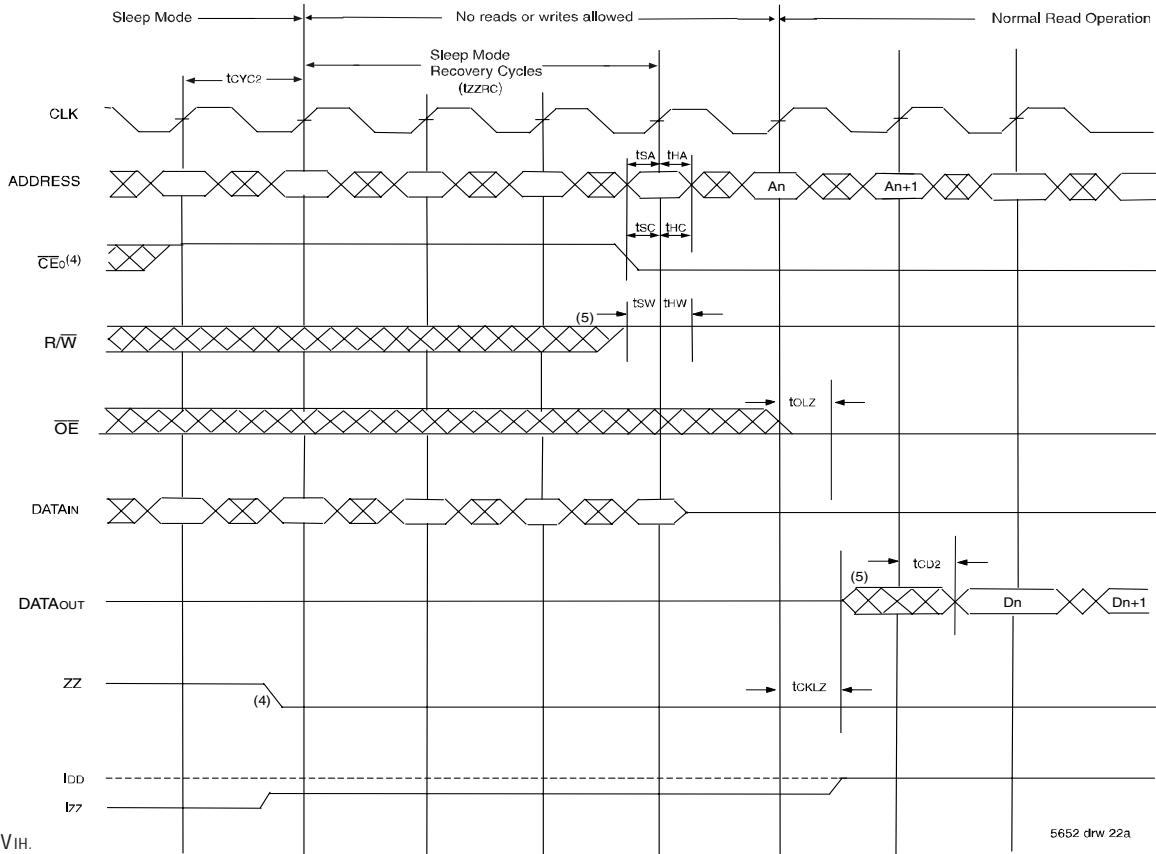 Sleep Mode
No reads or writes allowed
Normal Read Operation
Sleep Mode
Recovery Cycles
(tZZRC)
tCYC2
CLK
tSA
tHA
ADDRESS
An
An+1
tSC
tHC
CE0(4)
tSW
tHW
(5)
R/W
tOLZ
OE
DATAIN
tCD2
(5)
DATAOUT
Dn
Dn+1
ZZ
(4)
tCKLZ
IDD
IZZ
5652 drw 22a
VIH.